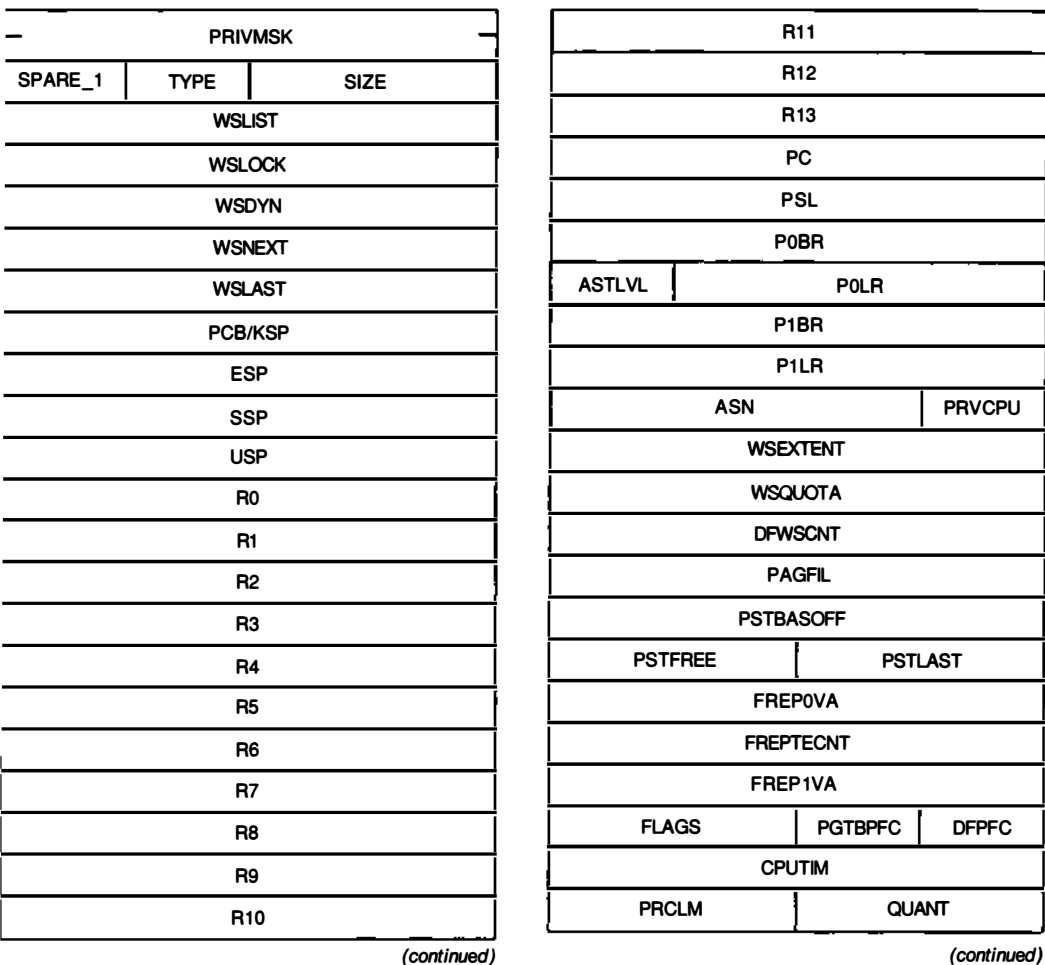 PRIVMSK
SPARE_1 TYPE SIZE
WSLIST
WSLOCK
WSDYN
WSNEXT
WSLAST
PCB/KSP
ESP
SSP
USP
R0
R1
R2
R3
R4
R5
R6
R7
R8
R9
R10
(continued)
R11
R12
R13
PC
PSL
P0BR
ASTLVL P0LR
P1BR
P1LR
ASN PRVCPU
WSEXTENT
WSQUOTA
DFWSCNT
PAGFIL
PSTBASOFF
PSTFREE PSTLAST
FREP0VA
FREPTECNT
FREP1VA
FLAGS PGTBPFC DFPFC
CPUTIM
PRCLM QUANT
(continued)